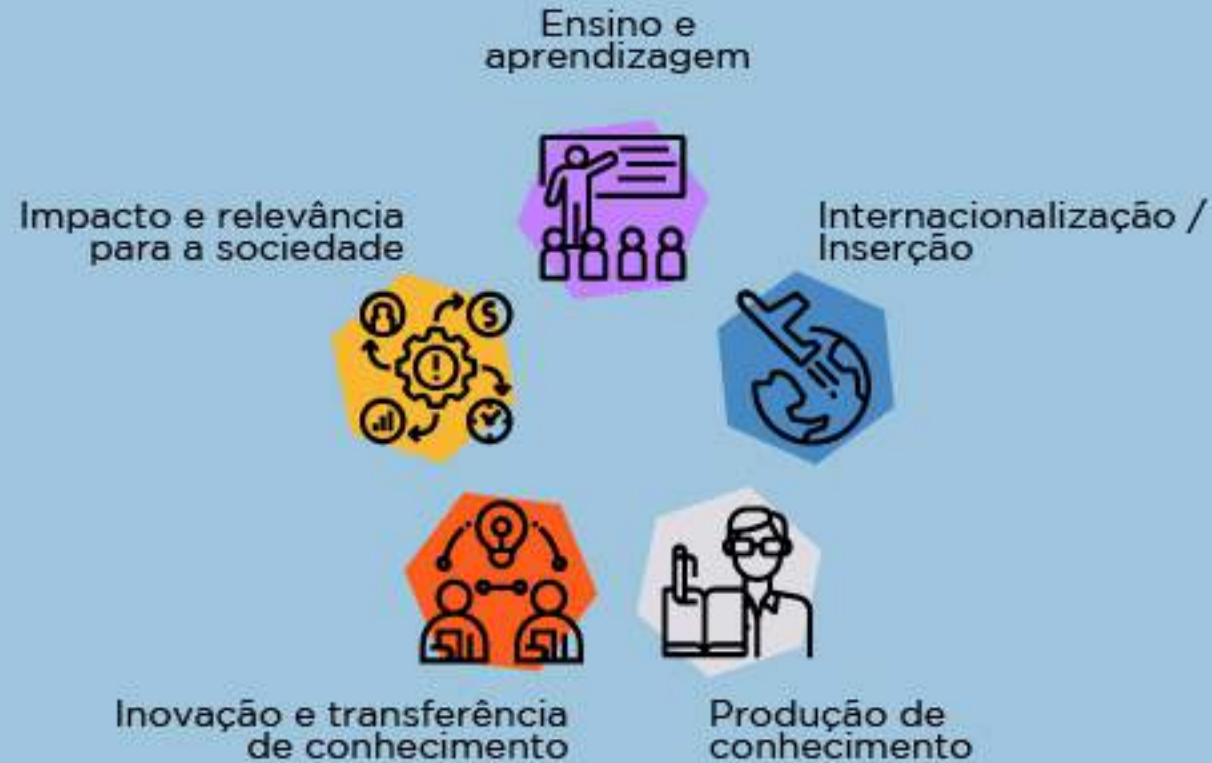 Ensino e
aprendizagem
Impacto e relevância
para a sociedade
Internacionalização /
Inserção
Inovação e transferência
de conhecimento
Produção de
conhecimento